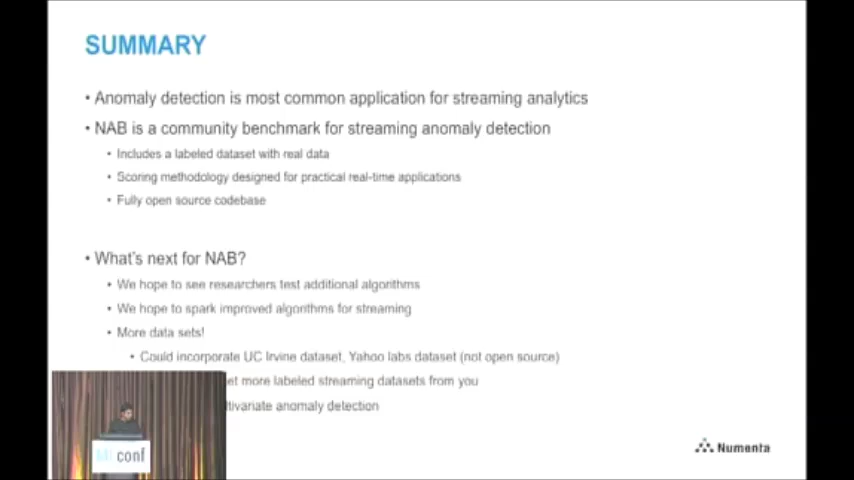 SUMMARY
• Anomaly detection is most common application for streaming analytics
• NAB is a community benchmark for streaming anomaly detection
• Includes a labeled dataset with real data
• Scoring methodology designed for practical real-time applications
• Fully open source codebase
• What's next for NAB?
• We hope to see researchers test additional algorithms
• We hope to spark improved algorithms for streaming
• More data sets!
• Could incorporate UC Irvine dataset, Yahoo labs dataset (not open source)
et more labeled streaming datasets from you
ltivariate anomaly detection
conf
Numenta